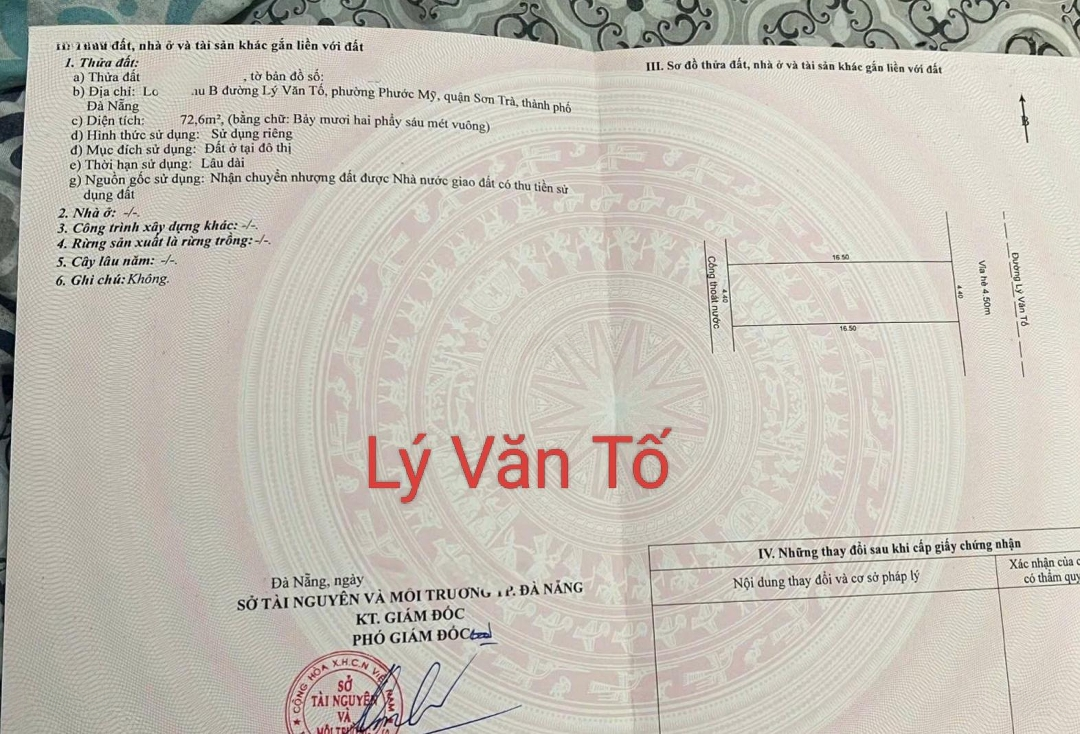 đất, nhà ở và tài sản khác gắn liền với đất
1. Thửa đất:
a) Thửa đất , tờ bản đồ số:
b) Địa chỉ: B đường Lý Văn Tố, phường Phước Mỹ, quận Sơn Trà, thành phố
Đà Nẵng
c) Diện tích: 72,6m², (bằng chữ: Bảy mươi hai phẩy sáu mét vuông)
d) Hình thức sử dụng: Sử dụng riêng
đ) Mục đích sử dụng: Đất ở tại đô thị
e) Thời hạn sử dụng: Lâu dài
g) Nguồn gốc sử dụng: Nhận chuyển nhượng đất được Nhà nước giao đất có thu tiền sử
dụng đất
2. Nhà ở: -/-.
3. Công trình xây dựng khác: -/-.
4. Rừng sản xuất là rừng trồng: -/-.
5. Cây lâu năm: -/-.
6. Ghi chú: Không.
III. Sơ đồ thửa đất, nhà ở và tài sản khác gắn liền với đất
B
16.50
4.40
4.40
16.50
Cống thoát nước
Vỉa hè 4.50m
Đường Lý Văn Tố
Lý Văn Tố
Đà Nẵng, ngày
SỞ TÀI NGUYÊN VÀ MÔI TRƯỜNG TP. ĐÀ NẴNG
KT. GIÁM ĐỐC
PHÓ GIÁM ĐỐC
CỘNG HÒA X.H.C.N VIỆT NAM
SỞ
TÀI NGUYÊN
VÀ
IV. Những thay đổi sau khi cấp giấy chứng nhận
Nội dung thay đổi và cơ sở pháp lý
Xác nhận của
có thẩm